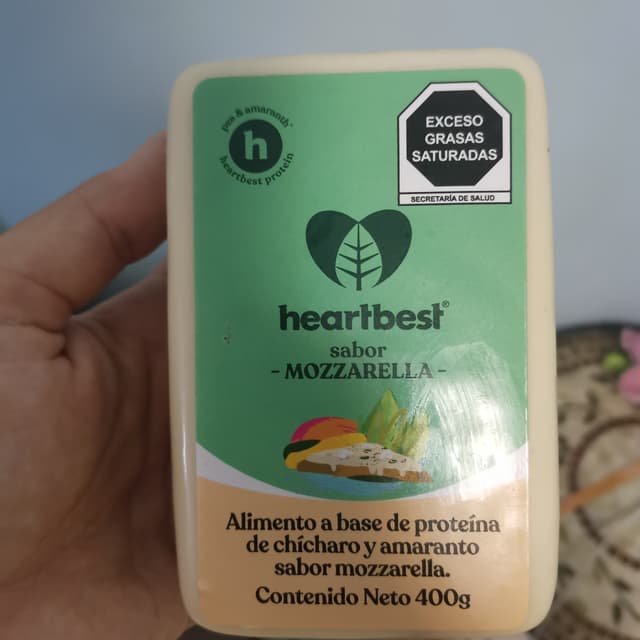 pea & amaranth
h
heartbest protein
EXCESO
GRASAS
SATURADAS
SECRETARÍA DE SALUD
heartbest®
sabor
- MOZZARELLA -
Alimento a base de proteína
de chícharo y amaranto
sabor mozzarella.
Contenido Neto 400g